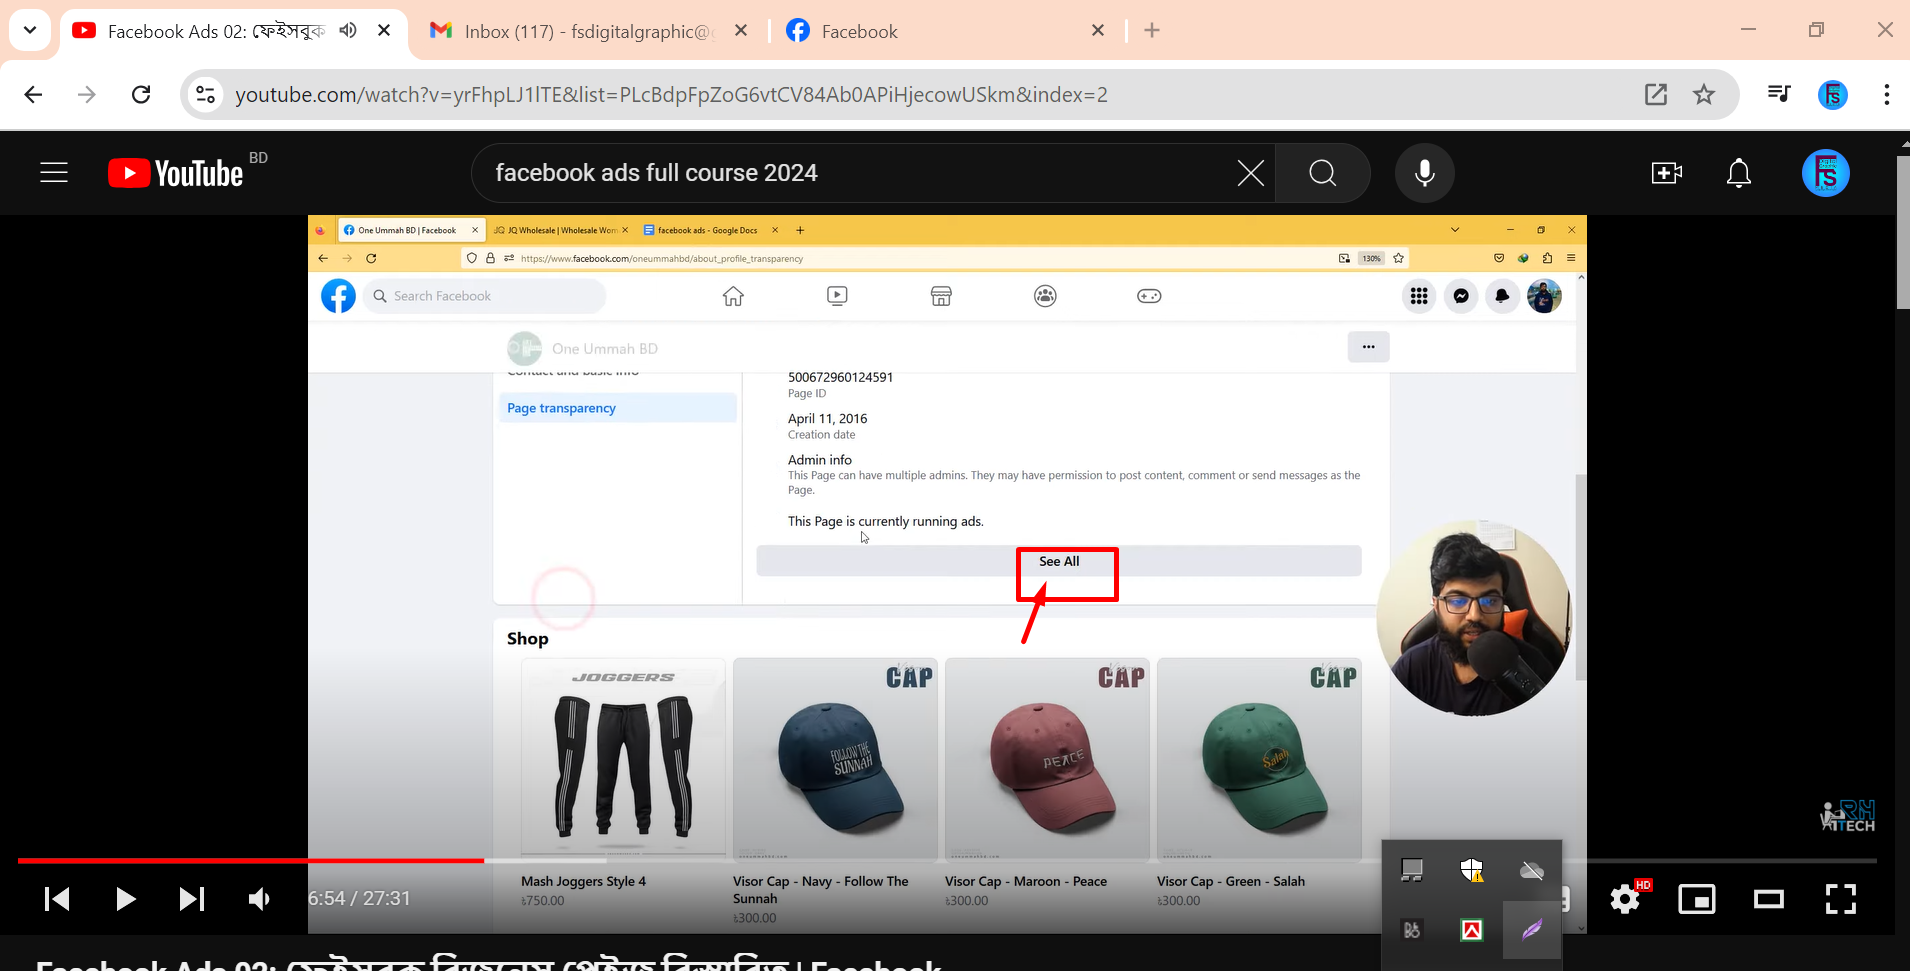 Facebook Ads 02: ফেইসবুক
Inbox (117) - fsdigitalgraphic@g
Facebook
youtube.com/watch?v=yrFhpLJ1lTE&list=PLcBdpFpZoG6vtCV84Ab0APiHjecowUSkm&index=2
YouTube BD
facebook ads full course 2024
One Ummah BD | Facebook
JQ JQ Wholesale | Wholesale Wom
facebook ads - Google Docs
https://www.facebook.com/oneummahbd/about_profile_transparency
130%
Search Facebook
One Ummah BD
Contact and basic info
Page transparency
500672960124591
Page ID
April 11, 2016
Creation date
Admin info
This Page can have multiple admins. They may have permission to post content, comment or send messages as the
Page.
This Page is currently running ads.
See All
Shop
JOGGERS
CAP
FOLLOW THE
SUNNAH
CAP
PEACE
CAP
Salah
RH
TECH
Mash Joggers Style 4
৳750.00
Visor Cap - Navy - Follow The
Sunnah
৳300.00
Visor Cap - Maroon - Peace
৳300.00
Visor Cap - Green - Salah
৳300.00
6:54 / 27:31
HD
Facebook Ads 02: ফেইসবুক বিজনেস পেইজ বিস্তারিত | Facebook